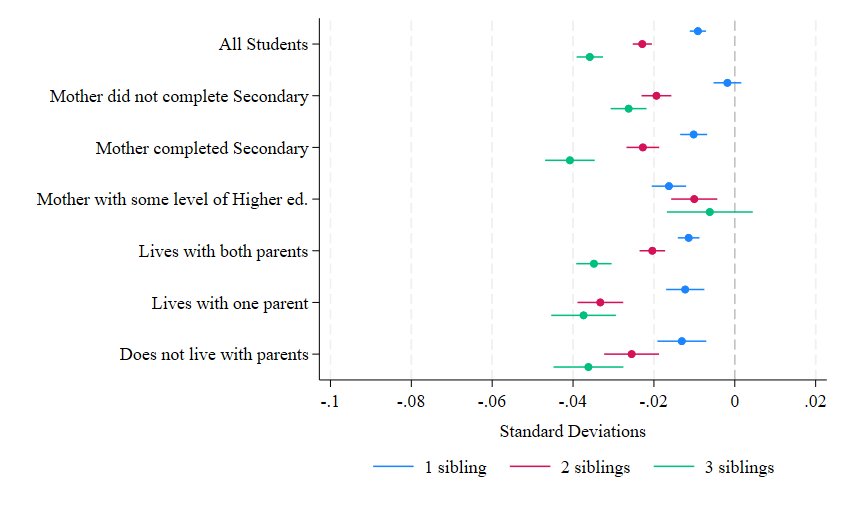 All Students
Mother did not complete Secondary
Mother completed Secondary
Mother with some level of Higher ed.
Lives with both parents
Lives with one parent
Does not live with parents
-.1 -.08 -.06 -.04 -.02 0 .02
Standard Deviations
1 sibling 2 siblings 3 siblings